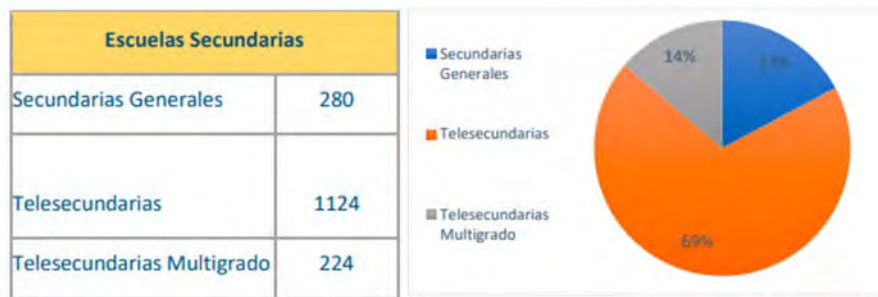 Escuelas Secundarias
Secundarias Generales 280
Telesecundarias 1124
Telesecundarias Multigrado 224
Secundarias
Generales
Telesecundarias
Telesecundarias
Multigrado
14%
69%